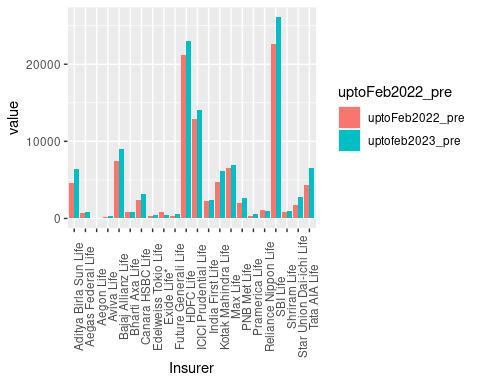 20000
10000
0
value
Aditya Birla Sun Life
Aegas Federal Life
Aegon Life
Aviva Life
Bajaj Allianz Life
Bharti Axa Life
Canara HSBC Life
Edelweiss Tokio Life
Exide Life*
Future Generali Life
HDFC Life
ICICI Prudential Life
India First Life
Kotak Mahindra Life
Max Life
PNB Met Life
Pramerica Life
Reliance Nippon Life
SBI Life
Shriram Life
Star Union Dai-ichi Life
Tata AIA Life
Insurer
uptoFeb2022_pre
uptoFeb2022_pre
uptofeb2023_pre